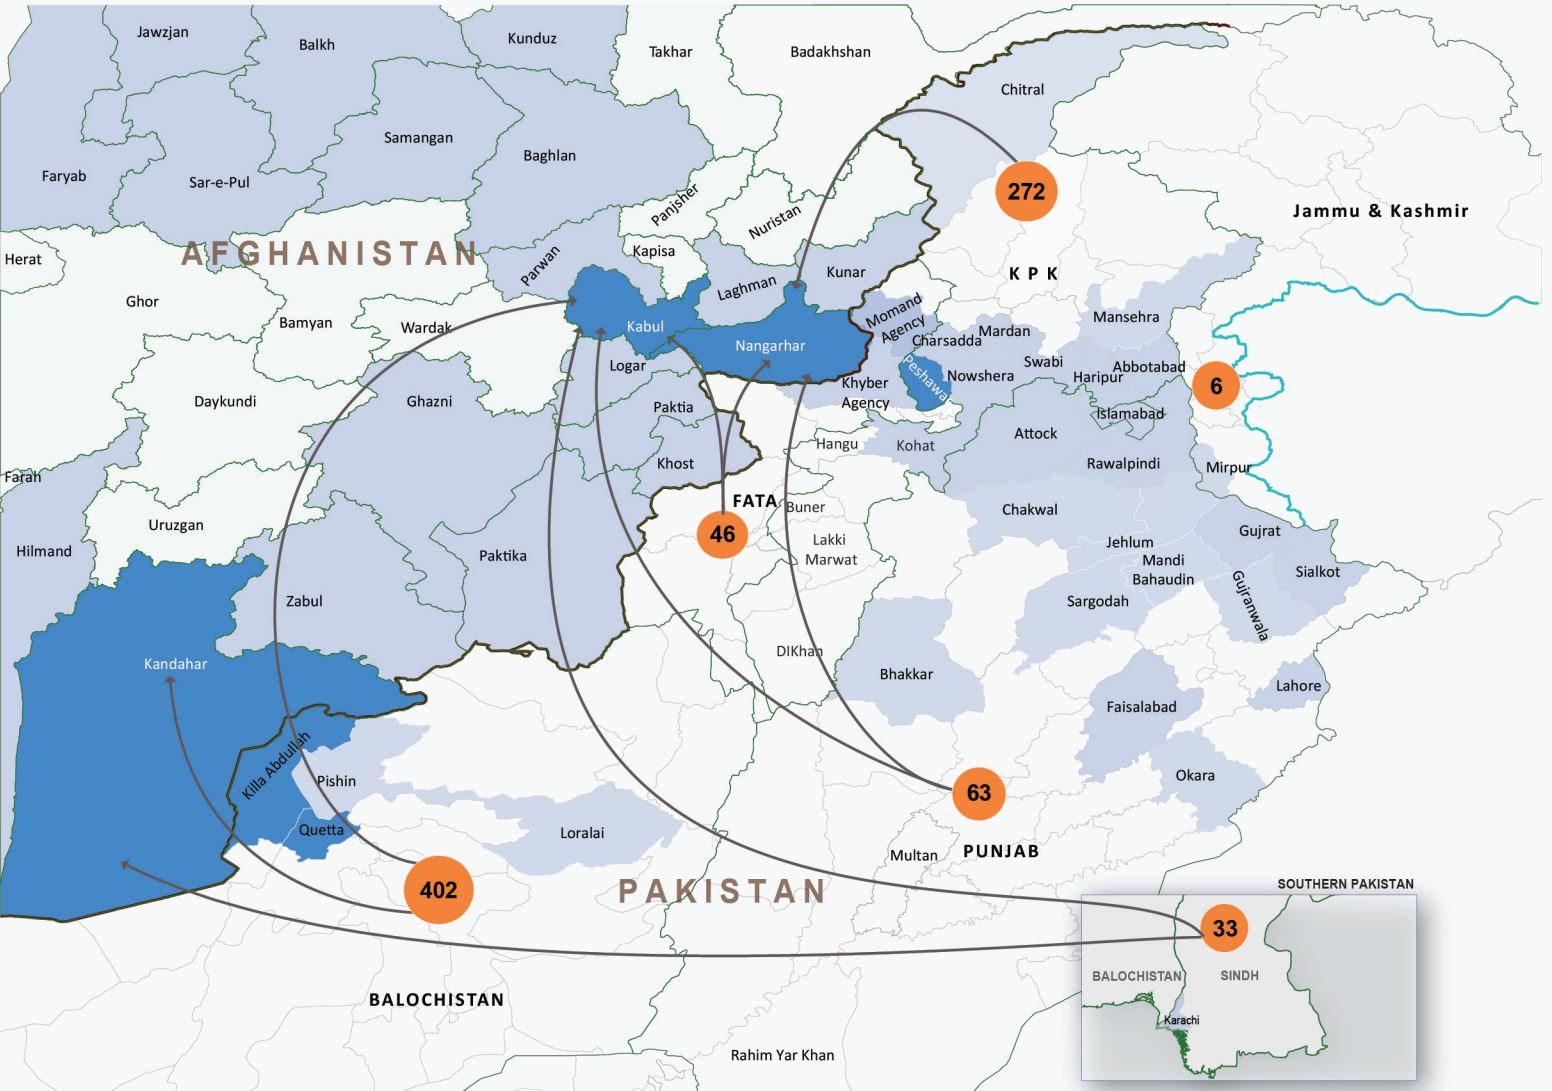 Jawzjan
Balkh
Kunduz
Takhar
Badakhshan
Chitral
Samangan
Baghlan
Faryab
Sar-e-Pul
272
Panjsher
Nuristan
Jammu & Kashmir
AFGHANISTAN
Herat
Parwan
Kapisa
Laghman
Kunar
K P K
Ghor
Bamyan
Wardak
Kabul
Nangarhar
Momand
Agency
Charsadda
Mardan
Mansehra
Logar
Khyber
Agency
Peshawa
Nowshera
Swabi
Haripur
Abbotabad
6
Daykundi
Ghazni
Paktia
Islamabad
Hangu
Kohat
Attock
Khost
Rawalpindi
Mirpur
Farah
FATA
Buner
Chakwal
Uruzgan
46
Lakki
Marwat
Gujrat
Hilmand
Paktika
Jehlum
Mandi
Bahaudin
Sialkot
Zabul
Sargodah
Gujranwala
Kandahar
DIKhan
Bhakkar
Lahore
Faisalabad
Killa Abdullah
Pishin
Okara
63
Quetta
Loralai
Multan
PUNJAB
402
PAKISTAN
SOUTHERN PAKISTAN
33
BALOCHISTAN
SINDH
BALOCHISTAN
Karachi
Rahim Yar Khan